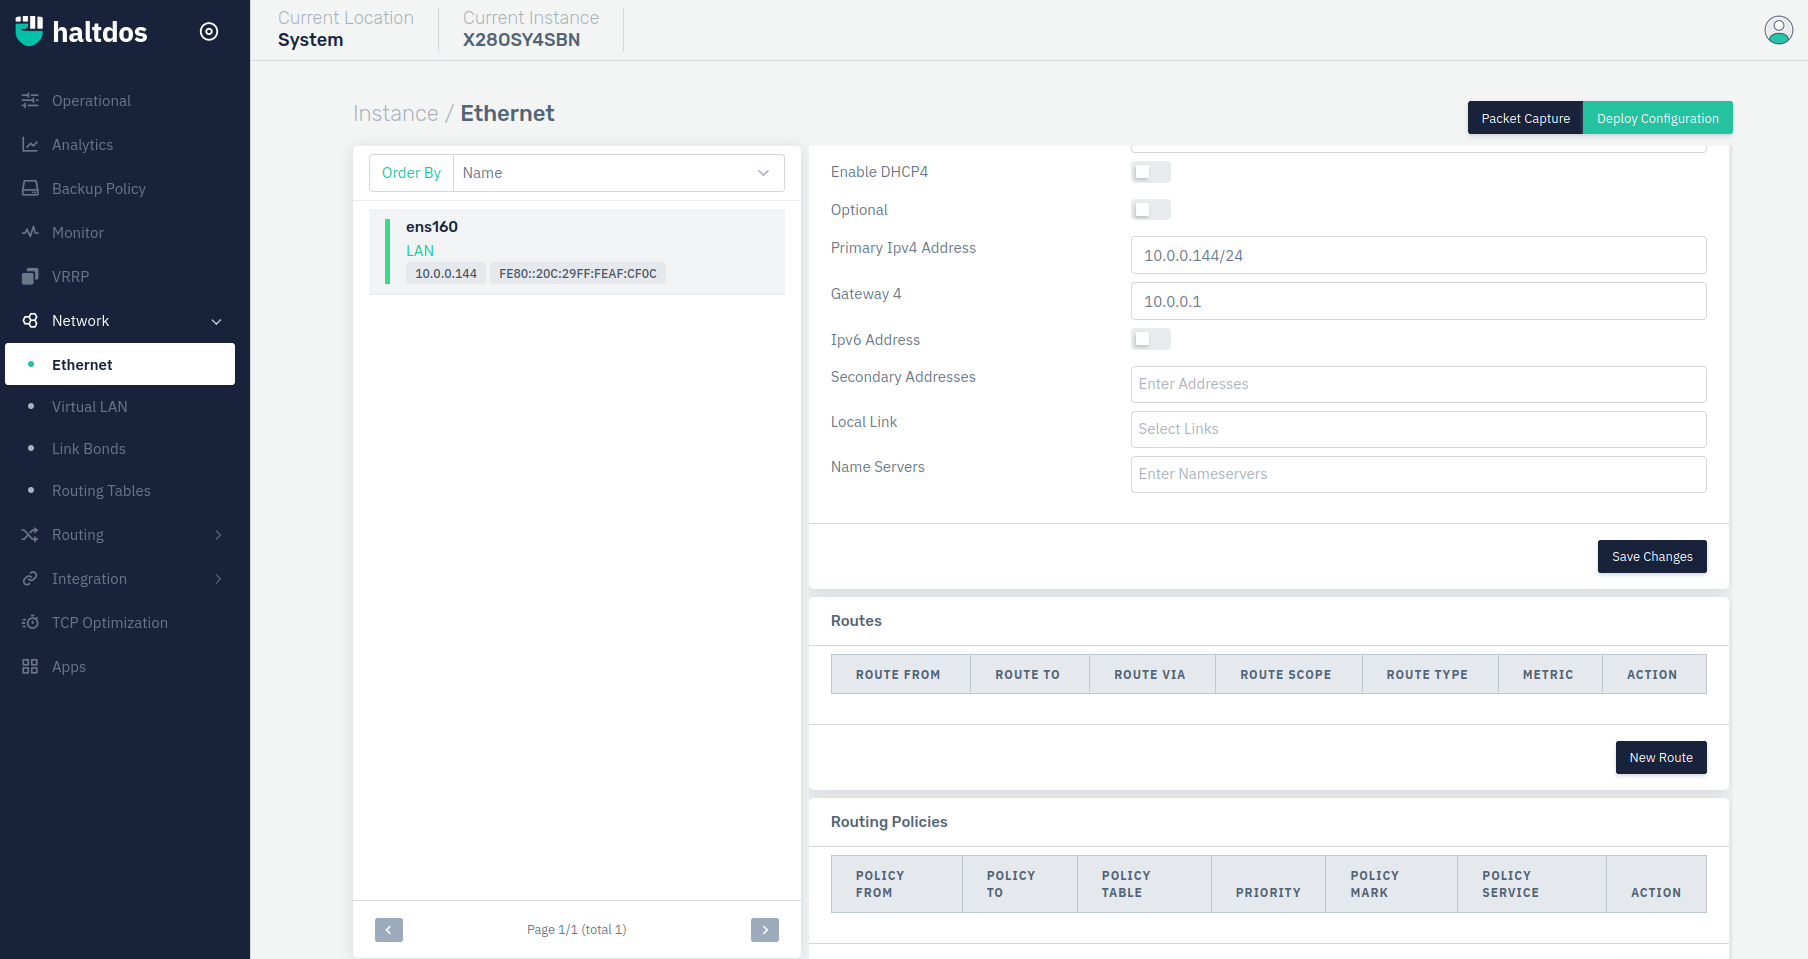 haltdos
Current Location
System
Current Instance
X280SY4SBN
Operational
Analytics
Backup Policy
Monitor
VRRP
Network
Ethernet
Virtual LAN
Link Bonds
Routing Tables
Routing
Integration
TCP Optimization
Apps
Instance / Ethernet
Packet Capture
Deploy Configuration
Order By
Name
ens160
LAN
10.0.0.144
FE80::20C:29FF:FEAF:CF0C
Page 1/1 (total 1)
Enable DHCP4
Optional
Primary Ipv4 Address
10.0.0.144/24
Gateway 4
10.0.0.1
Ipv6 Address
Secondary Addresses
Enter Addresses
Local Link
Select Links
Name Servers
Enter Nameservers
Save Changes
Routes
ROUTE FROM
ROUTE TO
ROUTE VIA
ROUTE SCOPE
ROUTE TYPE
METRIC
ACTION
New Route
Routing Policies
POLICY FROM
POLICY TO
POLICY TABLE
PRIORITY
POLICY MARK
POLICY SERVICE
ACTION